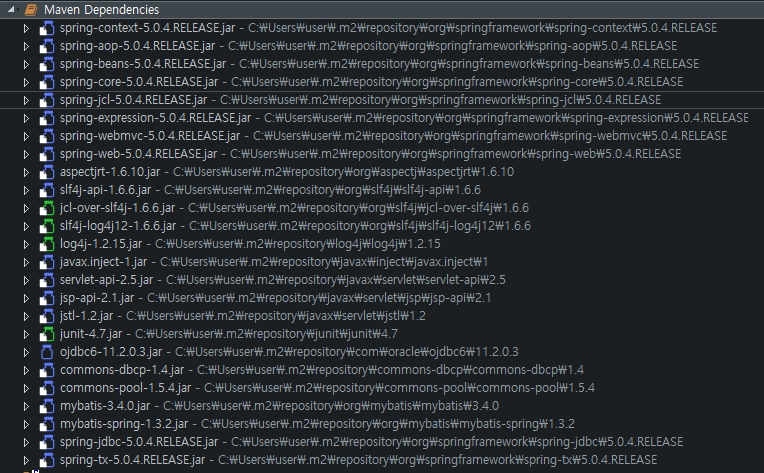 Maven Dependencies
spring-context-5.0.4.RELEASE.jar - C:₩Users₩user₩.m2₩repository₩org₩springframework₩spring-context₩5.0.4.RELEASE
spring-aop-5.0.4.RELEASE.jar - C:₩Users₩user₩.m2₩repository₩org₩springframework₩spring-aop₩5.0.4.RELEASE
spring-beans-5.0.4.RELEASE.jar - C:₩Users₩user₩.m2₩repository₩org₩springframework₩spring-beans₩5.0.4.RELEASE
spring-core-5.0.4.RELEASE.jar - C:₩Users₩user₩.m2₩repository₩org₩springframework₩spring-core₩5.0.4.RELEASE
spring-jcl-5.0.4.RELEASE.jar - C:₩Users₩user₩.m2₩repository₩org₩springframework₩spring-jcl₩5.0.4.RELEASE
spring-expression-5.0.4.RELEASE.jar - C:₩Users₩user₩.m2₩repository₩org₩springframework₩spring-expression₩5.0.4.RELEASE
spring-webmvc-5.0.4.RELEASE.jar - C:₩Users₩user₩.m2₩repository₩org₩springframework₩spring-webmvc₩5.0.4.RELEASE
spring-web-5.0.4.RELEASE.jar - C:₩Users₩user₩.m2₩repository₩org₩springframework₩spring-web₩5.0.4.RELEASE
aspectjrt-1.6.10.jar - C:₩Users₩user₩.m2₩repository₩org₩aspectj₩aspectjrt₩1.6.10
slf4j-api-1.6.6.jar - C:₩Users₩user₩.m2₩repository₩org₩slf4j₩slf4j-api₩1.6.6
jcl-over-slf4j-1.6.6.jar - C:₩Users₩user₩.m2₩repository₩org₩slf4j₩jcl-over-slf4j₩1.6.6
slf4j-log4j12-1.6.6.jar - C:₩Users₩user₩.m2₩repository₩org₩slf4j₩slf4j-log4j12₩1.6.6
log4j-1.2.15.jar - C:₩Users₩user₩.m2₩repository₩log4j₩log4j₩1.2.15
javax.inject-1.jar - C:₩Users₩user₩.m2₩repository₩javax₩inject₩javax.inject₩1
servlet-api-2.5.jar - C:₩Users₩user₩.m2₩repository₩javax₩servlet₩servlet-api₩2.5
jsp-api-2.1.jar - C:₩Users₩user₩.m2₩repository₩javax₩servlet₩jsp₩jsp-api₩2.1
jstl-1.2.jar - C:₩Users₩user₩.m2₩repository₩javax₩servlet₩jstl₩1.2
junit-4.7.jar - C:₩Users₩user₩.m2₩repository₩junit₩junit₩4.7
ojdbc6-11.2.0.3.jar - C:₩Users₩user₩.m2₩repository₩com₩oracle₩ojdbc6₩11.2.0.3
commons-dbcp-1.4.jar - C:₩Users₩user₩.m2₩repository₩commons-dbcp₩commons-dbcp₩1.4
commons-pool-1.5.4.jar - C:₩Users₩user₩.m2₩repository₩commons-pool₩commons-pool₩1.5.4
mybatis-3.4.0.jar - C:₩Users₩user₩.m2₩repository₩org₩mybatis₩mybatis₩3.4.0
mybatis-spring-1.3.2.jar - C:₩Users₩user₩.m2₩repository₩org₩mybatis₩mybatis-spring₩1.3.2
spring-jdbc-5.0.4.RELEASE.jar - C:₩Users₩user₩.m2₩repository₩org₩springframework₩spring-jdbc₩5.0.4.RELEASE
spring-tx-5.0.4.RELEASE.jar - C:₩Users₩user₩.m2₩repository₩org₩springframework₩spring-tx₩5.0.4.RELEASE